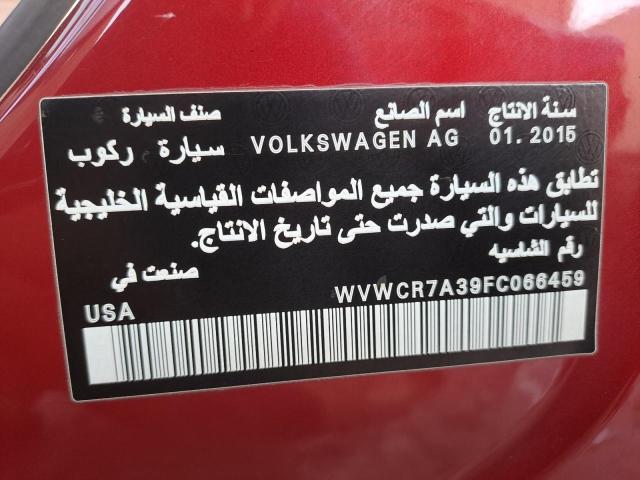 سنة الانتاج اسم الصانع صنف السيارة
01. 2015 VOLKSWAGEN AG سيارة ركوب
تطابق هذه السيارة جميع المواصفات القياسية الخليجية
للسيارات والتي صدرت حتى تاريخ الانتاج.
رقم الشاسيه صنعت في
WVWCR7A39FC066459 USA